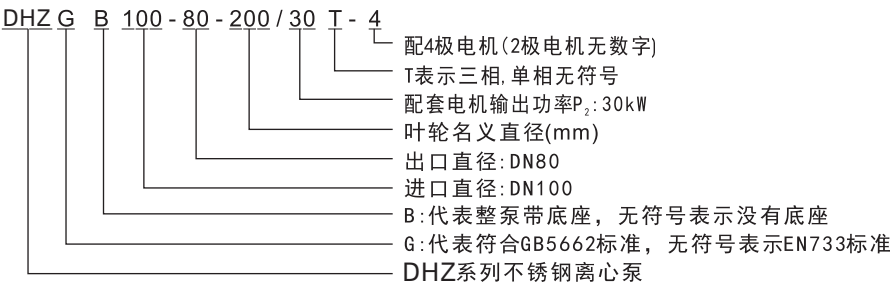 DHZ G B 100-80-200/30 T-4
配4极电机(2极电机无数字)
T表示三相,单相无符号
配套电机输出功率P₂:30kW
叶轮名义直径(mm)
出口直径:DN80
进口直径:DN100
B:代表整泵带底座，无符号表示没有底座
G:代表符合GB5662标准，无符号表示EN733标准
DHZ系列不锈钢离心泵